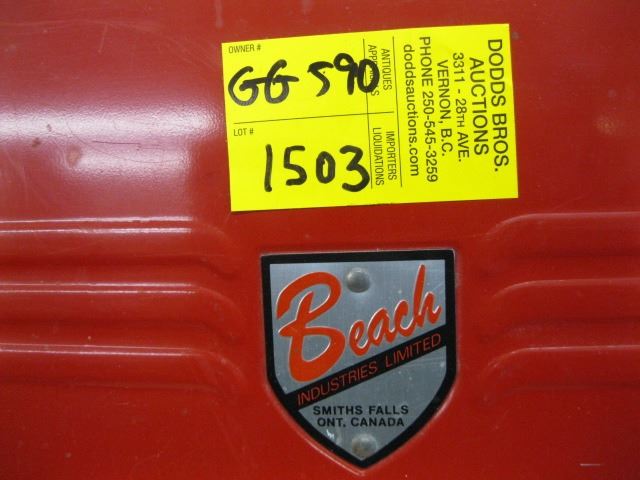 OWNER #
GG 590
LOT #
1503
ANTIQUES
APPRAISALS
IMPORTERS
LIQUIDATIONS
DODDS BROS.
AUCTIONS
3311 - 28TH AVE.
VERNON, B.C.
PHONE 250-545-3259
doddsauctions.com
Beach
INDUSTRIES LIMITED
SMITHS FALLS
ONT. CANADA